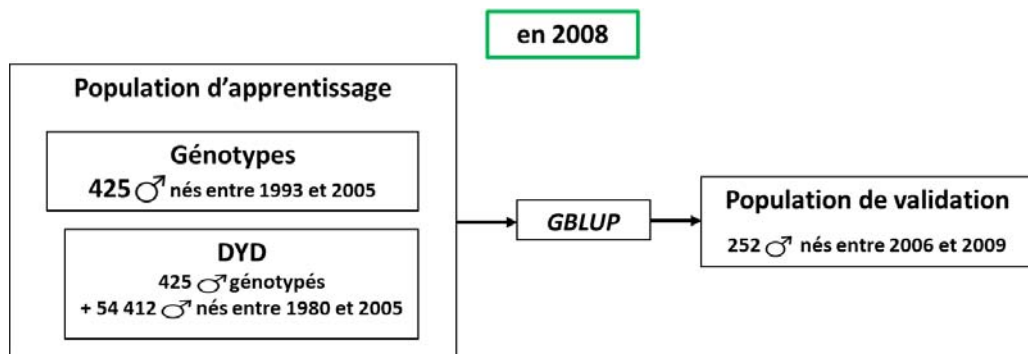 en 2008
Population d'apprentissage
Génotypes
425 ♂ nés entre 1993 et 2005
DYD
425 ♂ génotypés
+ 54 412 ♂ nés entre 1980 et 2005
GBLUP
Population de validation
252 ♂ nés entre 2006 et 2009